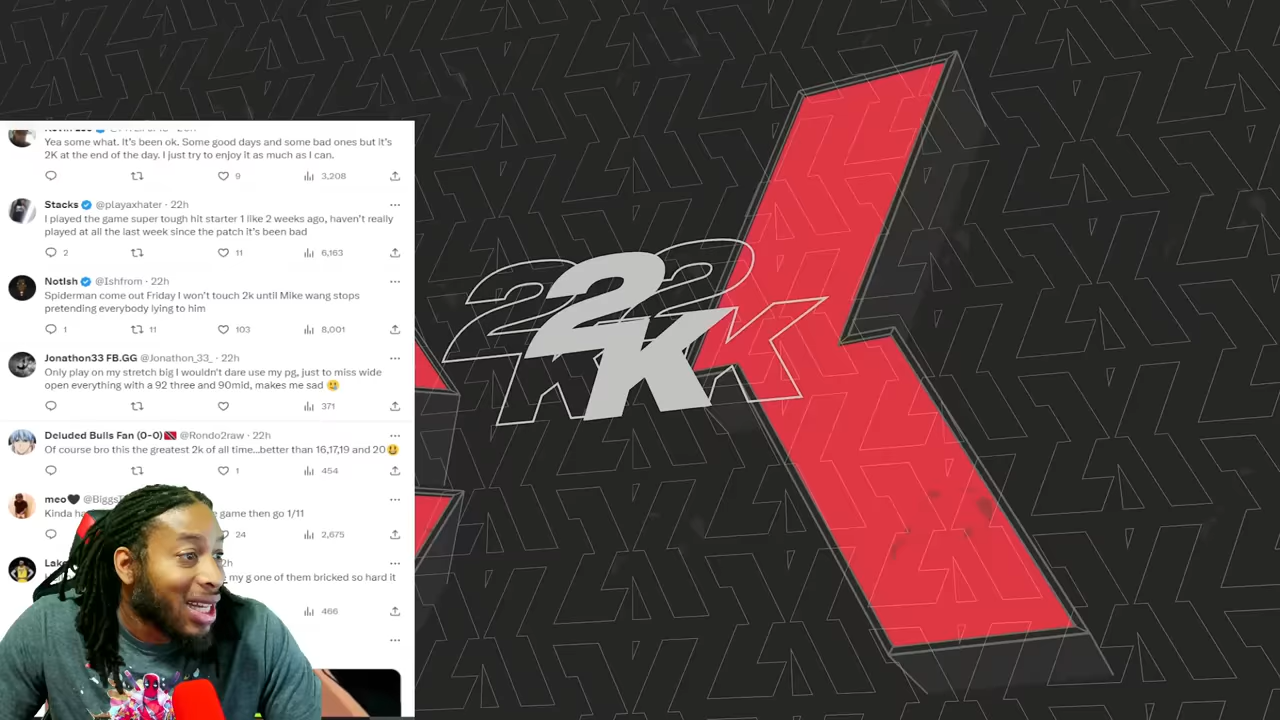 Yea some what. It's been ok. Some good days and some bad ones but it's
2K at the end of the day. I just try to enjoy it as much as I can.
9 3,208
Stacks @playaxhater · 22h
I played the game super tough hit starter 1 like 2 weeks ago, haven't really
played at all the last week since the patch it's been bad
2 11 6,163
NotIsh @Ishfrom · 22h
Spiderman come out Friday I won't touch 2k until Mike wang stops
pretending everybody lying to him
1 11 103 8,001
Jonathon33 FB.GG @Jonathon_33_ · 22h
Only play on my stretch big I wouldn't dare use my pg, just to miss wide
open everything with a 92 three and 90mid, makes me sad 🥲
371
Deluded Bulls Fan (0-0)🇹🇹 @Rondo2raw · 22h
Of course bro this the greatest 2k of all time...better than 16,17,19 and 20😃
1 454
meo🖤
Kinda game then go 1/11
24 2,675
my g one of them bricked so hard it
466
2K